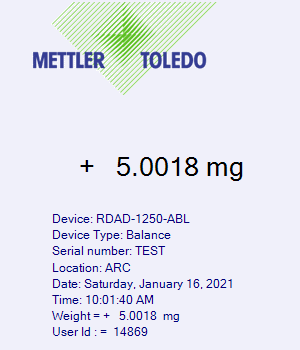 METTLER TOLEDO
+ 5.0018 mg
Device: RDAD-1250-ABL
Device Type: Balance
Serial number: TEST
Location: ARC
Date: Saturday, January 16, 2021
Time: 10:01:40 AM
Weight = + 5.0018 mg
User Id : = 14869